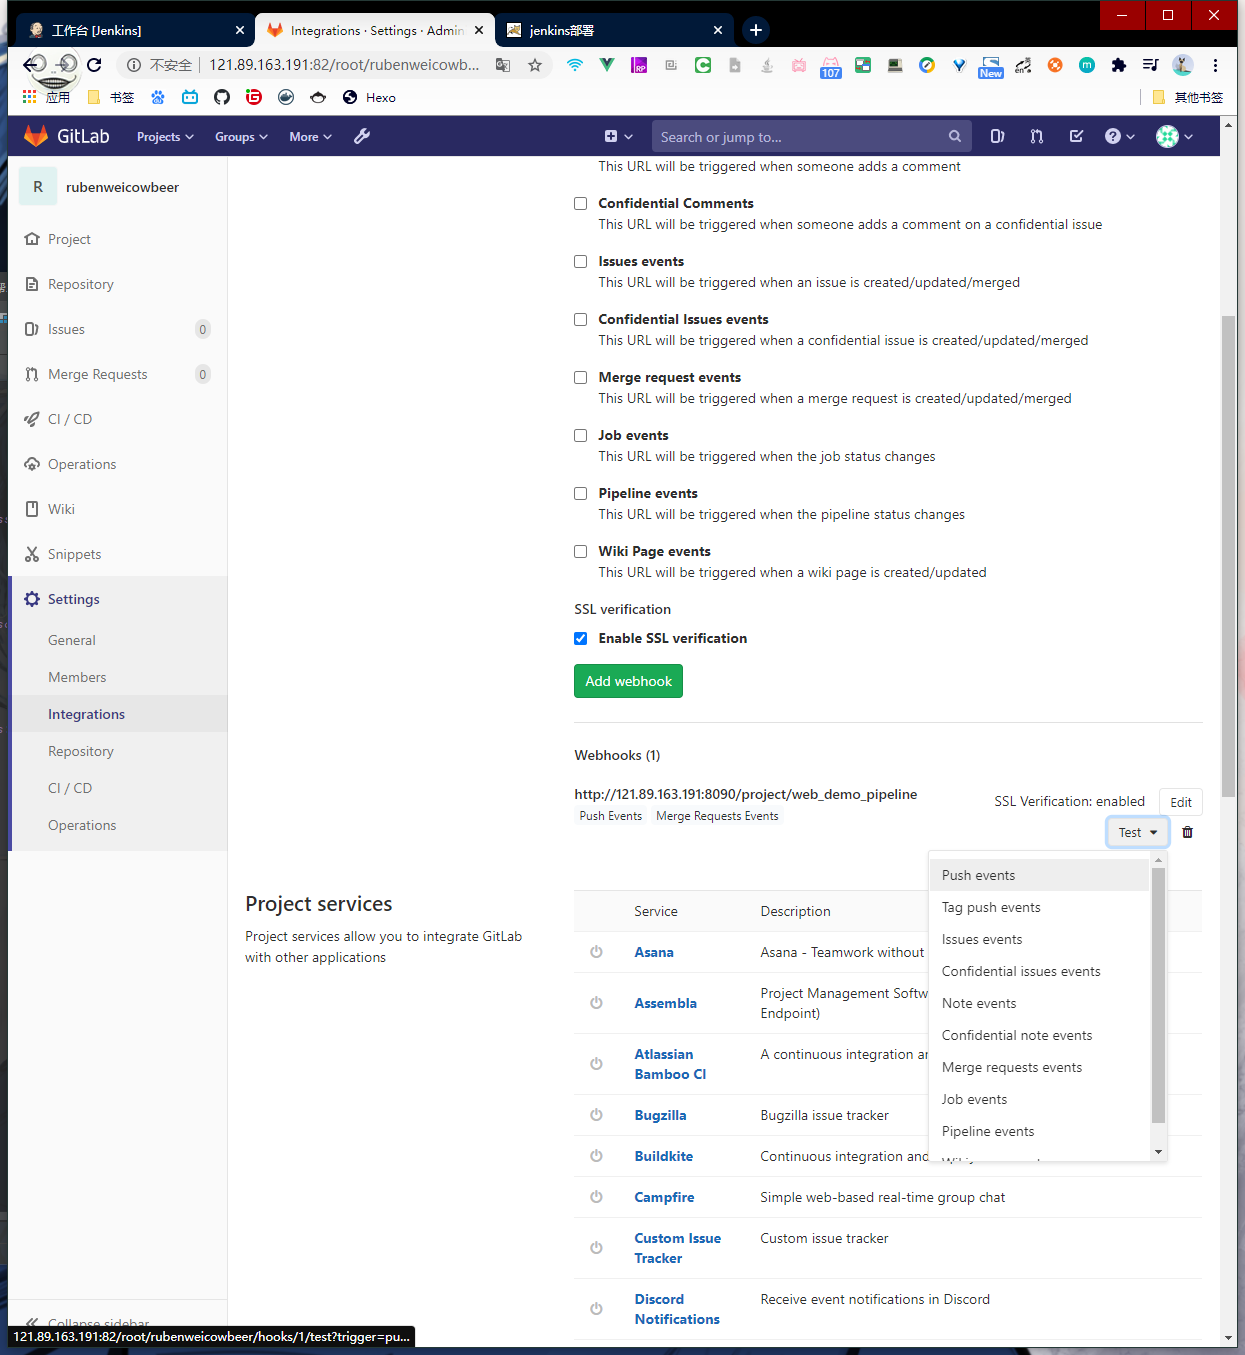 工作台 [Jenkins]
Integrations · Settings · Admin
jenkins部署
不安全
121.89.163.191:82/root/rubenweicowb...
RP
107
New
en
m
应用
书签
Hexo
其他书签
GitLab
Projects
Groups
More
Search or jump to...
R
rubenweicowbeer
Project
Repository
Issues
0
Merge Requests
0
CI / CD
Operations
Wiki
Snippets
Settings
General
Members
Integrations
Repository
CI / CD
Operations
Collapse sidebar
This URL will be triggered when someone adds a comment
Confidential Comments
This URL will be triggered when someone adds a comment on a confidential issue
Issues events
This URL will be triggered when an issue is created/updated/merged
Confidential Issues events
This URL will be triggered when a confidential issue is created/updated/merged
Merge request events
This URL will be triggered when a merge request is created/updated/merged
Job events
This URL will be triggered when the job status changes
Pipeline events
This URL will be triggered when the pipeline status changes
Wiki Page events
This URL will be triggered when a wiki page is created/updated
SSL verification
Enable SSL verification
Add webhook
Webhooks (1)
http://121.89.163.191:8090/project/web_demo_pipeline
Push Events Merge Requests Events
SSL Verification: enabled
Edit
Test
Push events
Tag push events
Issues events
Confidential issues events
Note events
Confidential note events
Merge requests events
Job events
Pipeline events
Project services
Project services allow you to integrate GitLab
with other applications
Service Description
Asana Asana - Teamwork without
Assembla Project Management Softw
Endpoint)
Atlassian
Bamboo CI
A continuous integration an
Bugzilla Bugzilla issue tracker
Buildkite Continuous integration and
Campfire Simple web-based real-time group chat
Custom Issue
Tracker
Custom issue tracker
Discord
Notifications
Receive event notifications in Discord
121.89.163.191:82/root/rubenweicowbeer/hooks/1/test?trigger=pu...